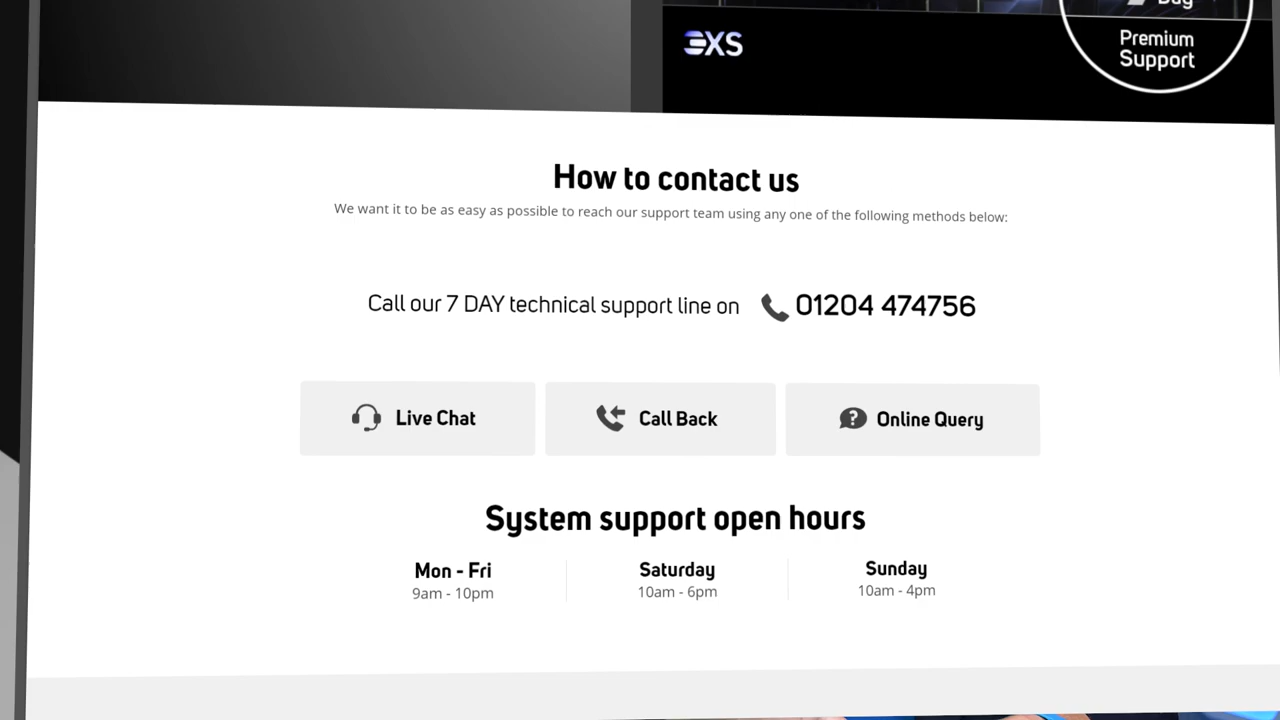 3XS
Day
Premium
Support
How to contact us
We want it to be as easy as possible to reach our support team using any one of the following methods below:
Call our 7 DAY technical support line on 01204 474756
Live Chat
Call Back
Online Query
System support open hours
Mon - Fri
9am - 10pm
Saturday
10am - 6pm
Sunday
10am - 4pm